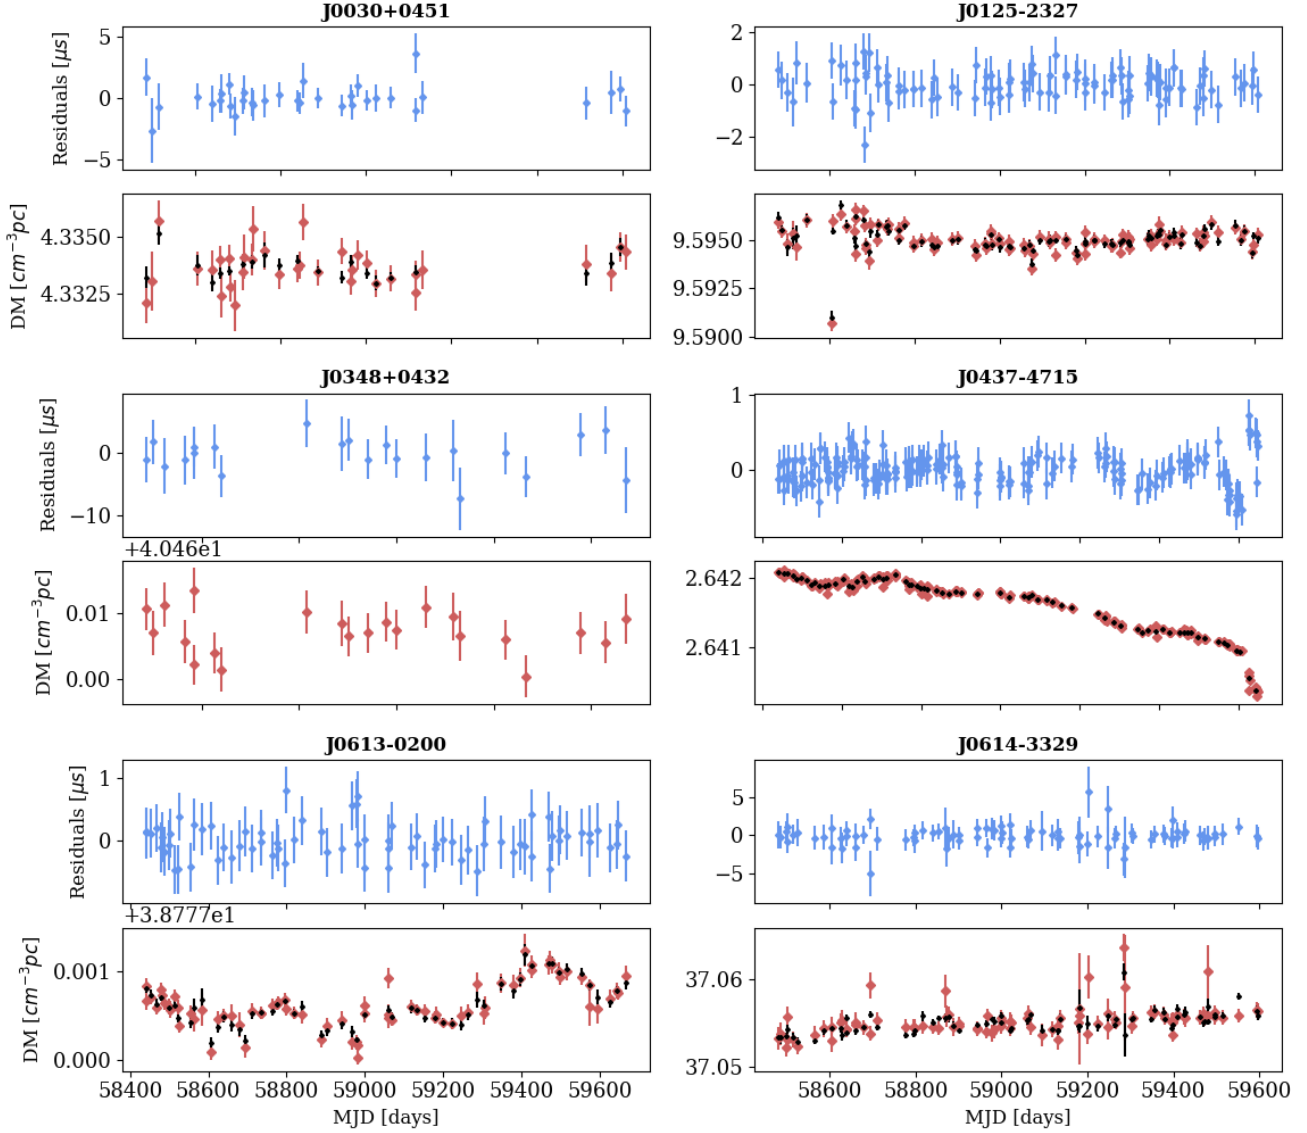 J0030+0451
J0125-2327
Residuals [μs]
5
0
−5
2
0
−2
DM [cm⁻³pc]
4.3350
4.3325
9.5950
9.5925
9.5900
J0348+0432
J0437-4715
Residuals [μs]
0
−10
1
0
+4.046e1
DM [cm⁻³pc]
0.01
0.00
2.642
2.641
J0613-0200
J0614-3329
Residuals [μs]
1
0
5
0
−5
+3.8777e1
DM [cm⁻³pc]
0.001
0.000
37.06
37.05
58400 58600 58800 59000 59200 59400 59600
58600 58800 59000 59200 59400 59600
MJD [days]
MJD [days]